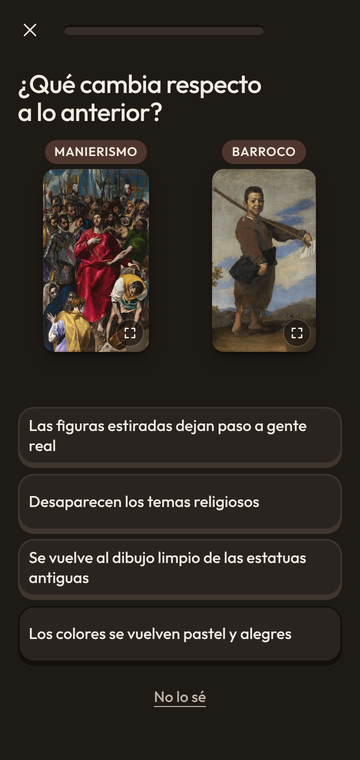 ¿Qué cambia respecto
a lo anterior?
MANIERISMO
BARROCO
Las figuras estiradas dejan paso a gente
real
Desaparecen los temas religiosos
Se vuelve al dibujo limpio de las estatuas
antiguas
Los colores se vuelven pastel y alegres
No lo sé